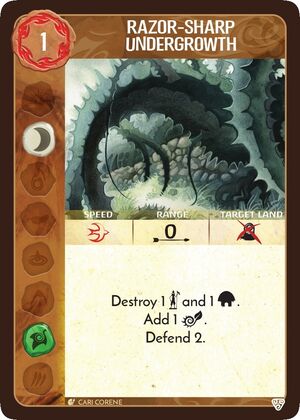 1
RAZOR-SHARP
UNDERGROWTH
SPEED RANGE TARGET LAND
0
Destroy 1 and 1 .
Add 1 .
Defend 2.
CARI CORENE